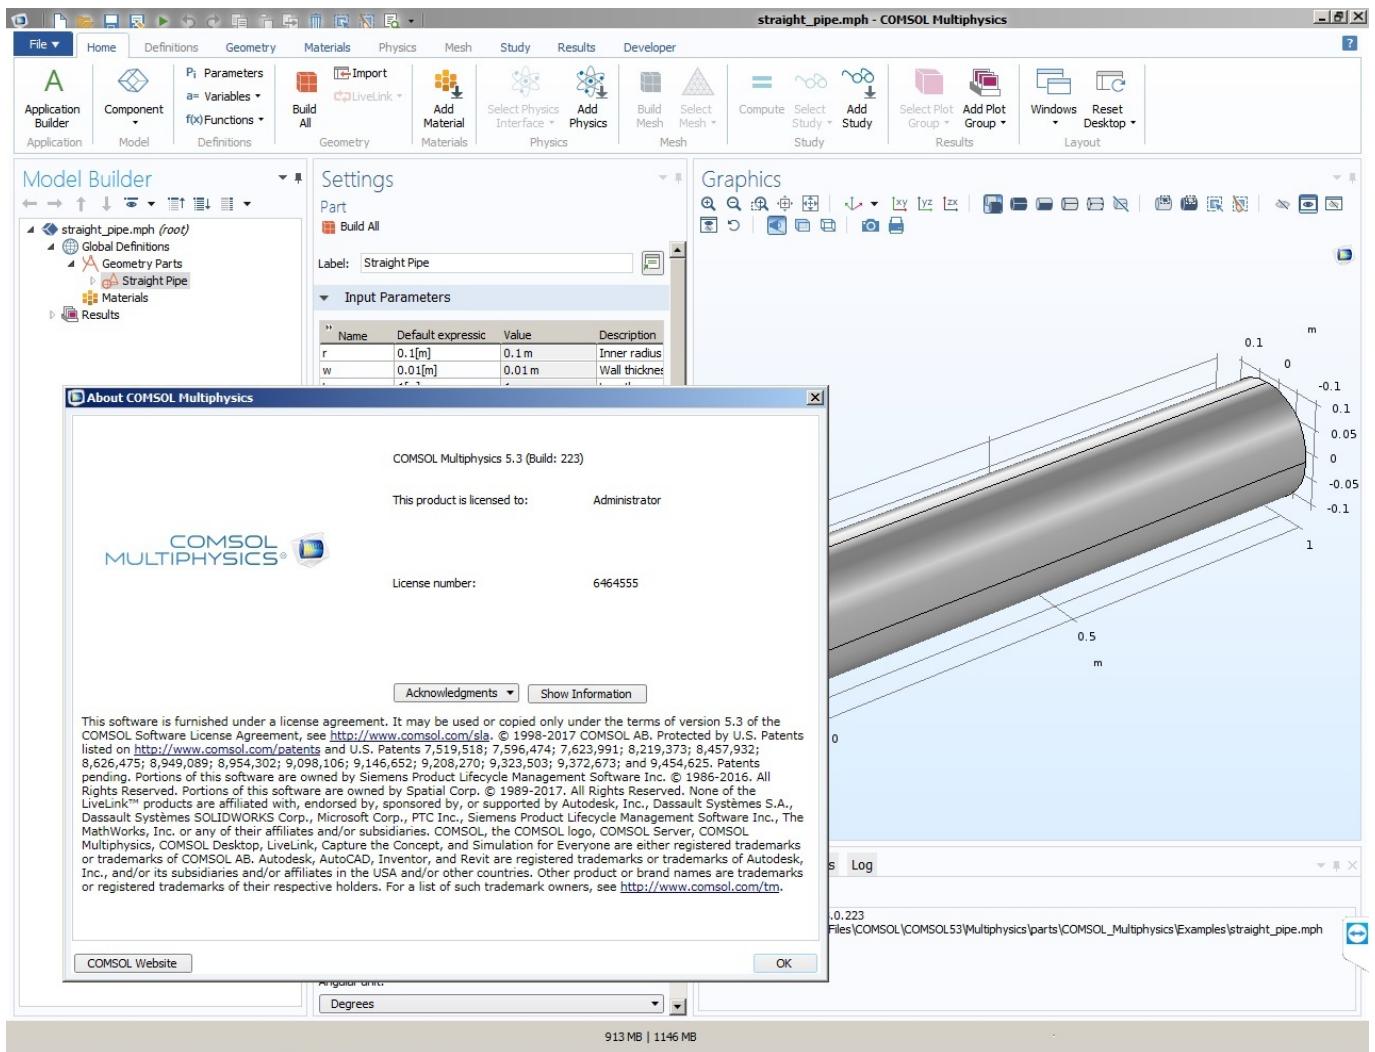 straight_pipe.mph - COMSOL Multiphysics
File Home Definitions Geometry Materials Physics Mesh Study Results Developer
A
Application Builder
Application
Component
Model
Pi Parameters
a= Variables
f(x) Functions
Definitions
Build All
Import
LiveLink
Geometry
Add Material
Materials
Select Physics Interface
Add Physics
Physics
Build Mesh
Select Mesh
Mesh
Compute
Select Study
Add Study
Study
Select Plot Group
Add Plot Group
Results
Windows
Reset Desktop
Layout
Model Builder
straight_pipe.mph (root)
Global Definitions
Geometry Parts
Straight Pipe
Materials
Results
Settings
Part
Build All
Label: Straight Pipe
Input Parameters
Name Default expressic Value Description
r 0.1[m] 0.1 m Inner radius
w 0.01[m] 0.01 m Wall thicknes
Graphics
xy yz zx
m
0.1
0
-0.1
0.1
0.05
0
-0.05
-0.1
1
0.5
m
0
About COMSOL Multiphysics
COMSOL Multiphysics 5.3 (Build: 223)
This product is licensed to: Administrator
COMSOL
MULTIPHYSICS®
License number: 6464555
Acknowledgments Show Information
This software is furnished under a license agreement. It may be used or copied only under the terms of version 5.3 of the
COMSOL Software License Agreement, see http://www.comsol.com/sla. © 1998-2017 COMSOL AB. Protected by U.S. Patents
listed on http://www.comsol.com/patents and U.S. Patents 7,519,518; 7,596,474; 7,623,991; 8,219,373; 8,457,932;
8,626,475; 8,949,089; 8,954,302; 9,098,106; 9,146,652; 9,208,270; 9,323,503; 9,372,673; and 9,454,625. Patents
pending. Portions of this software are owned by Siemens Product Lifecycle Management Software Inc. © 1986-2016. All
Rights Reserved. Portions of this software are owned by Spatial Corp. © 1989-2017. All Rights Reserved. None of the
LiveLink™ products are affiliated with, endorsed by, sponsored by, or supported by Autodesk, Inc., Dassault Systèmes S.A.,
Dassault Systèmes SOLIDWORKS Corp., Microsoft Corp., PTC Inc., Siemens Product Lifecycle Management Software Inc., The
MathWorks, Inc. or any of their affiliates and/or subsidiaries. COMSOL, the COMSOL logo, COMSOL Server, COMSOL
Multiphysics, COMSOL Desktop, LiveLink, Capture the Concept, and Simulation for Everyone are either registered trademarks
or trademarks of COMSOL AB. Autodesk, AutoCAD, Inventor, and Revit are registered trademarks or trademarks of Autodesk,
Inc., and/or its subsidiaries and/or affiliates in the USA and/or other countries. Other product or brand names are trademarks
or registered trademarks of their respective holders. For a list of such trademark owners, see http://www.comsol.com/tm.
COMSOL Website OK
s Log
.0.223
Files\COMSOL\COMSOL53\Multiphysics\parts\COMSOL_Multiphysics\Examples\straight_pipe.mph
Angular unit:
Degrees
913 MB | 1146 MB